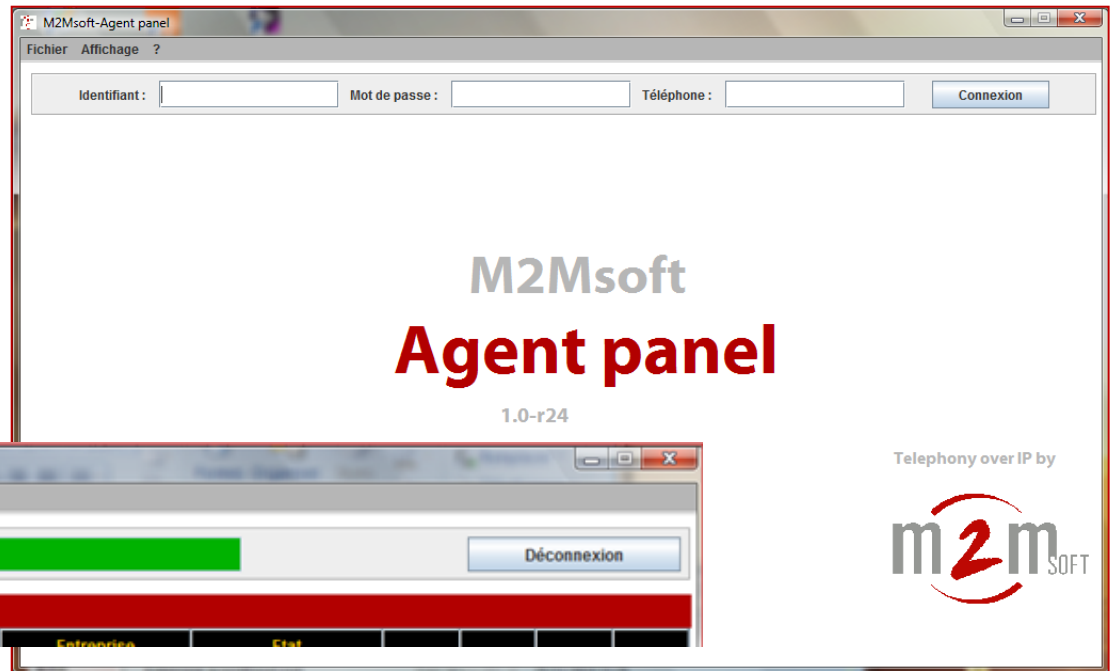 M2Msoft-Agent panel
Fichier Affichage ?
Identifiant : Mot de passe : Téléphone : Connexion
M2Msoft
Agent panel
1.0-r24
Telephony over IP by
m2m SOFT
Déconnexion
Entreprise Etat